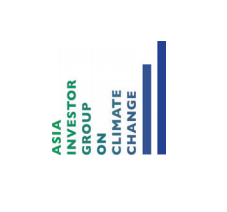 ASIA
INVESTOR
GROUP
ON
CLIMATE
CHANGE